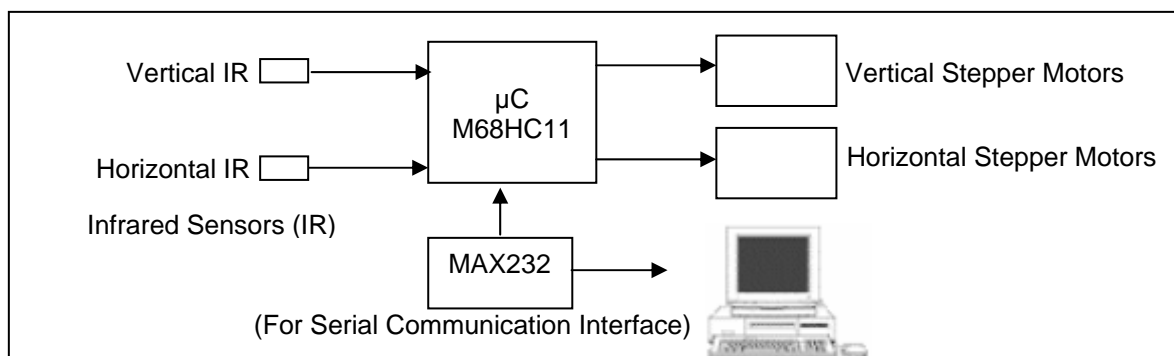 Vertical IR
µC
M68HC11
Vertical Stepper Motors
Horizontal IR
Horizontal Stepper Motors
Infrared Sensors (IR)
MAX232
(For Serial Communication Interface)